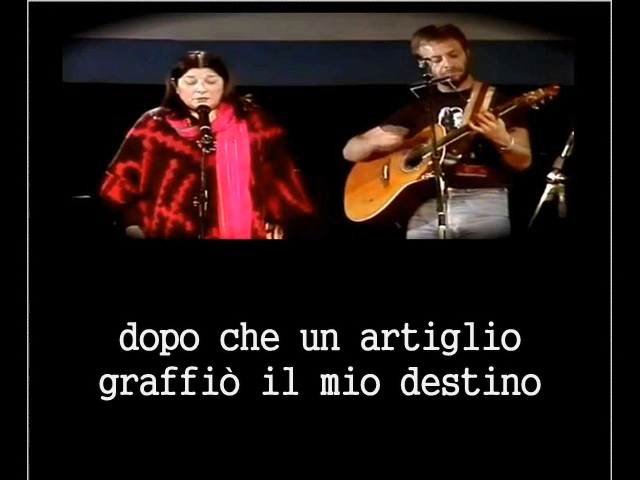 dopo che un artiglio
graffiò il mio destino